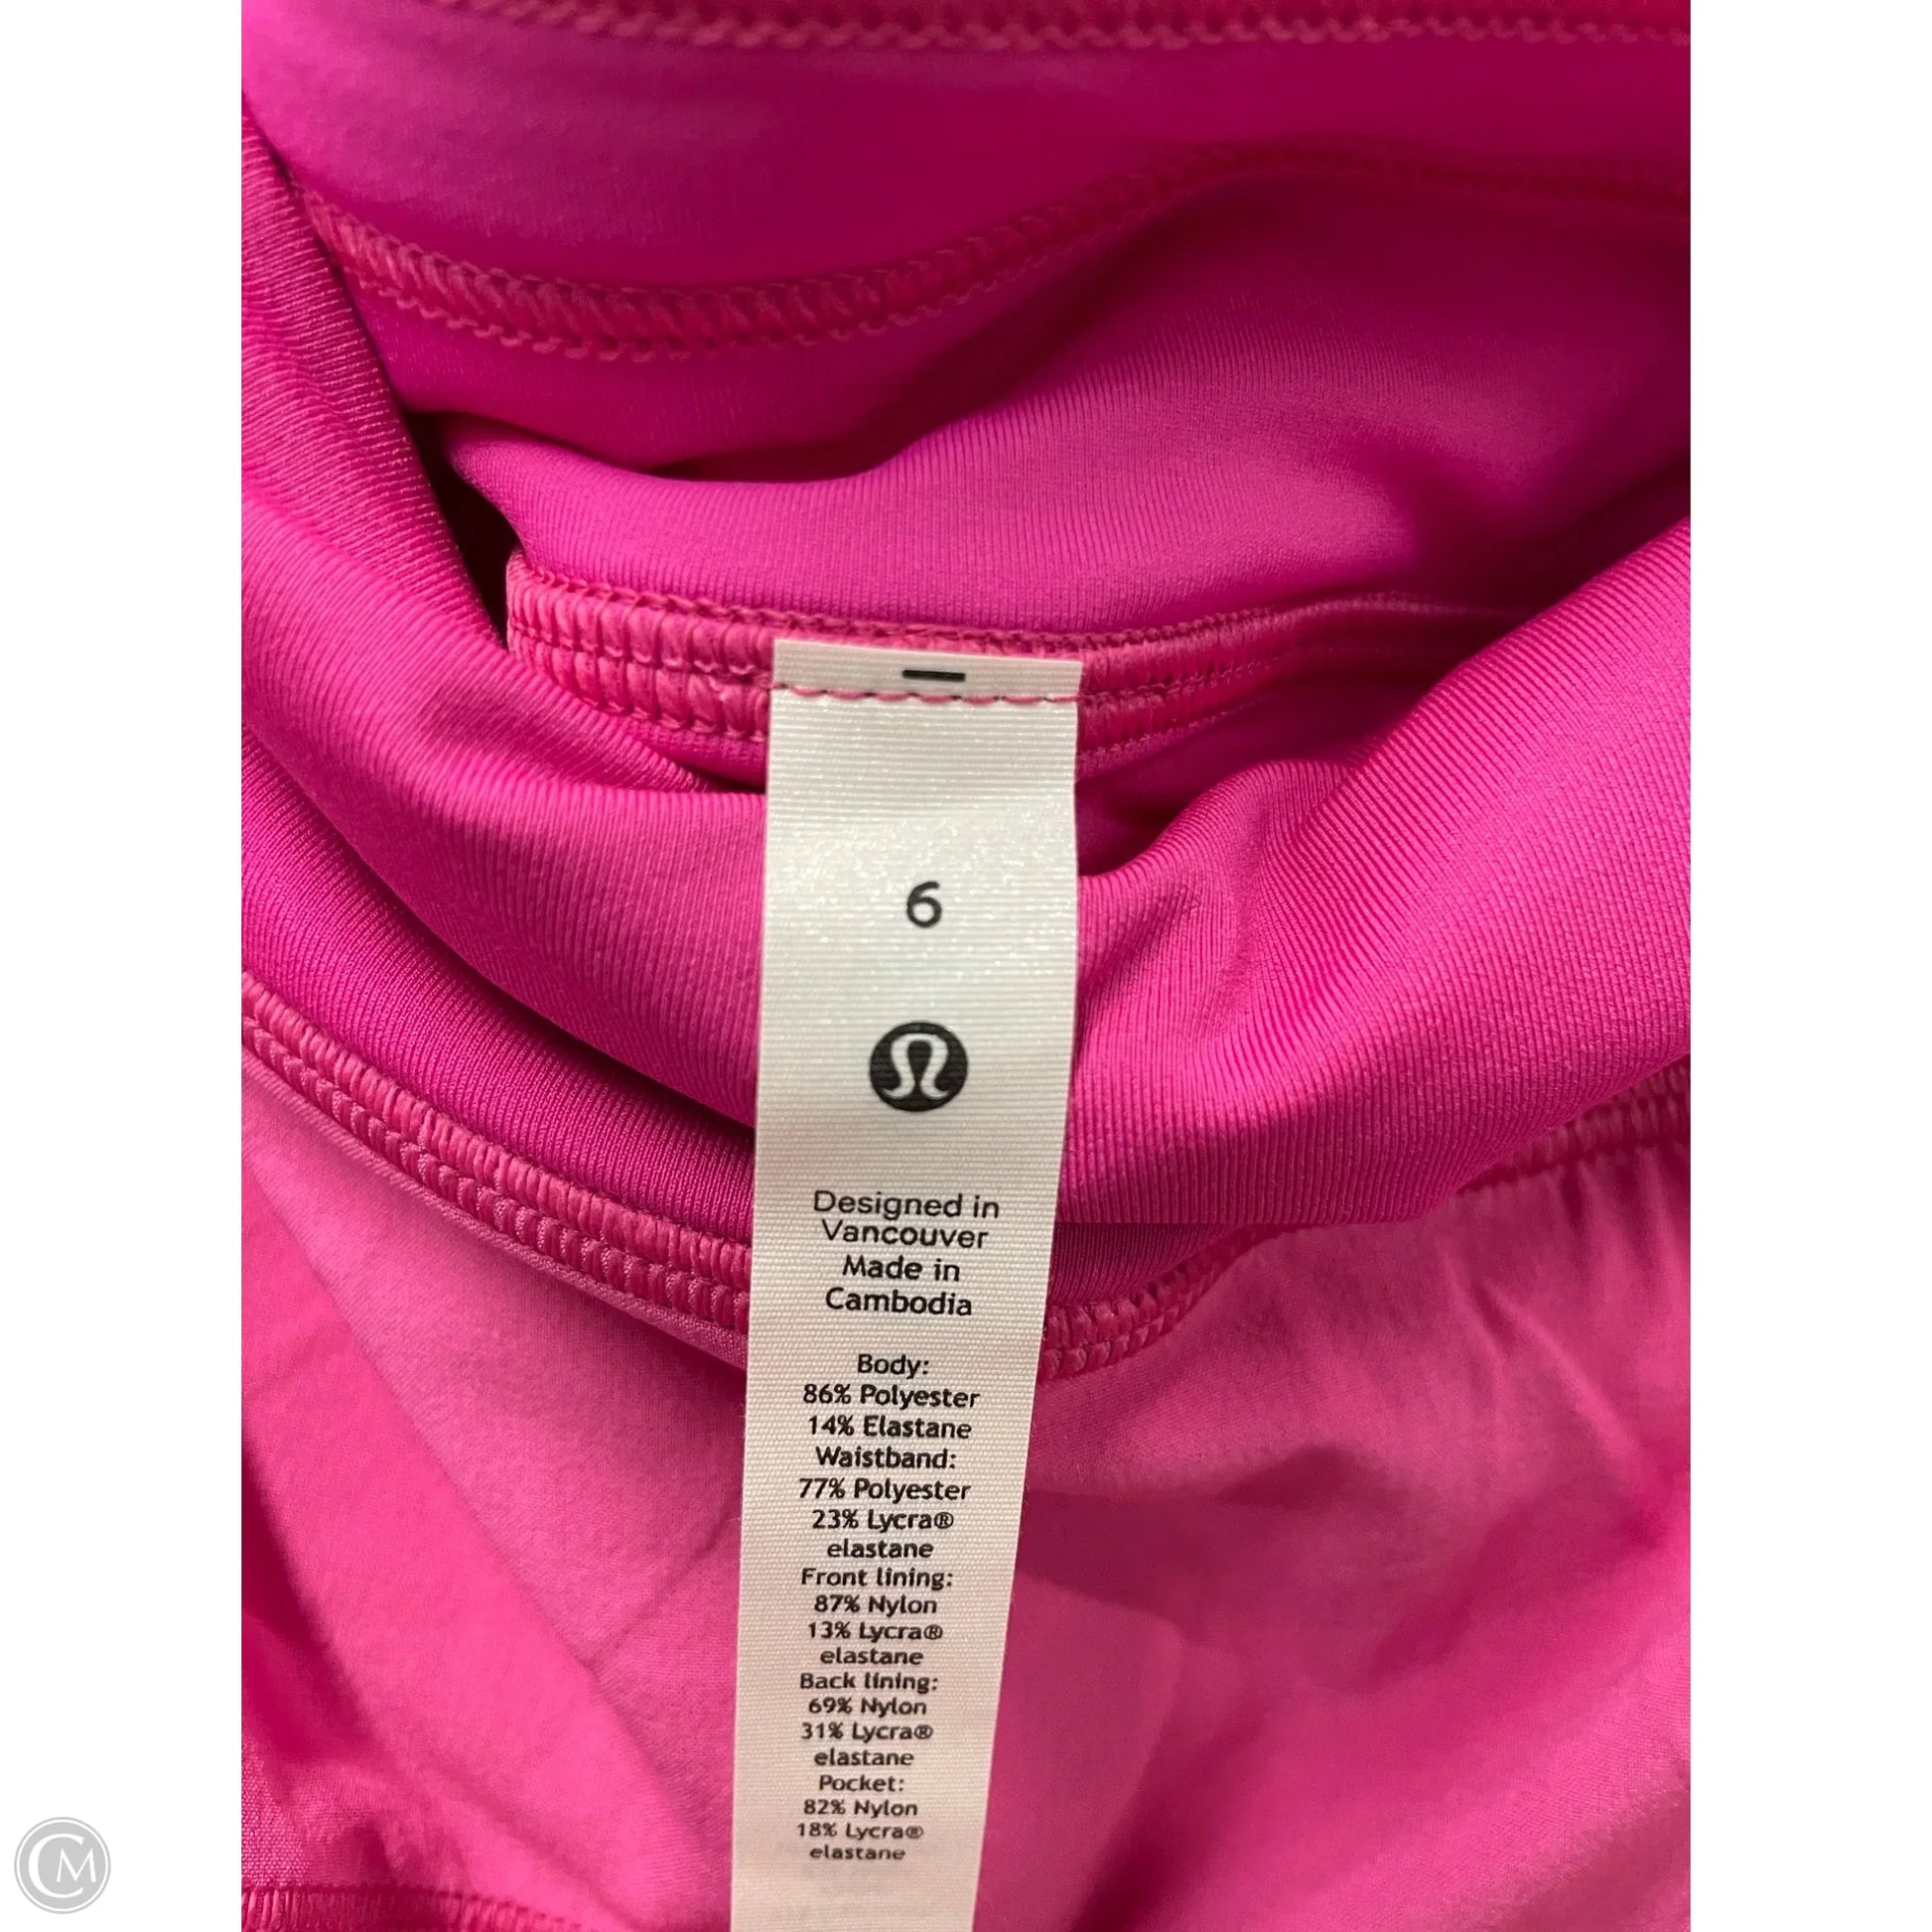 6
Designed in
Vancouver
Made in
Cambodia
Body:
86% Polyester
14% Elastane
Waistband:
77% Polyester
23% Lycra®
elastane
Front lining:
87% Nylon
13% Lycra®
elastane
Back lining:
69% Nylon
31% Lycra®
elastane
Pocket:
82% Nylon
18% Lycra®
elastane
CM